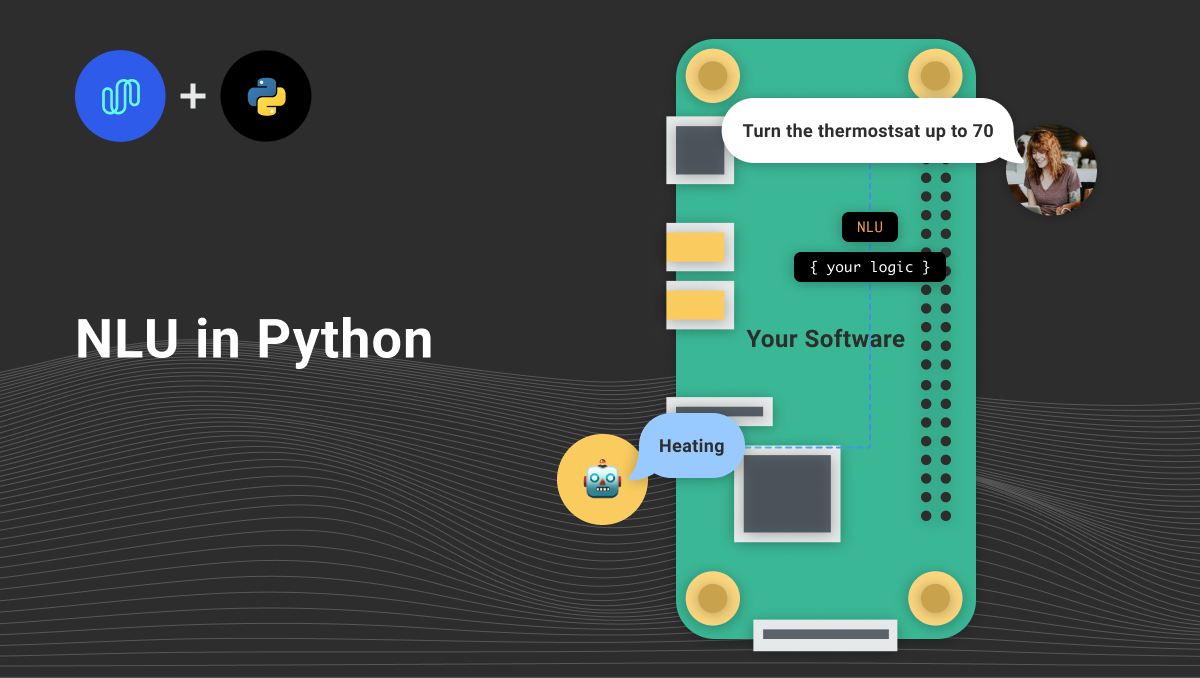 NLU in Python
Turn the thermostsat up to 70
NLU
{ your logic }
Your Software
Heating